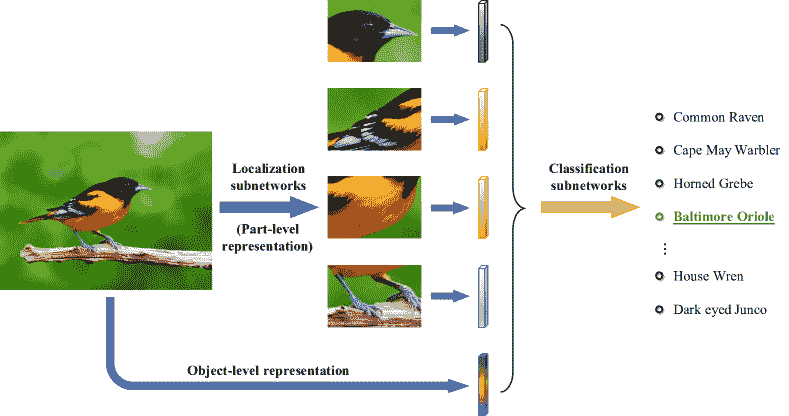 Localization
subnetworks
(Part-level
representation)
Object-level representation
Classification
subnetworks
Common Raven
Cape May Warbler
Horned Grebe
Baltimore Oriole
⋮
House Wren
Dark eyed Junco